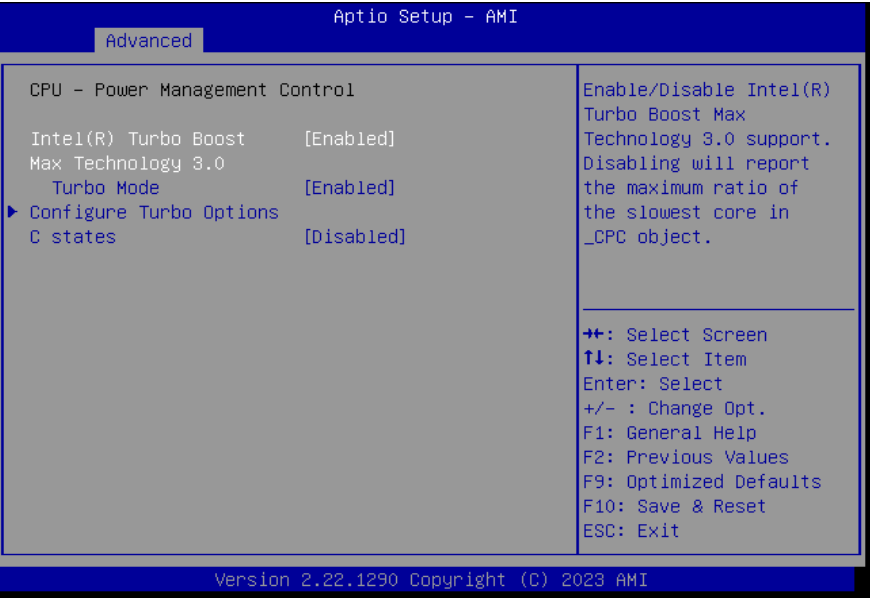 Aptio Setup – AMI
Advanced
CPU – Power Management Control
Intel(R) Turbo Boost [Enabled]
Max Technology 3.0
Turbo Mode [Enabled]
▶ Configure Turbo Options
C states [Disabled]
Enable/Disable Intel(R)
Turbo Boost Max
Technology 3.0 support.
Disabling will report
the maximum ratio of
the slowest core in
_CPC object.
→←: Select Screen
↑↓: Select Item
Enter: Select
+/– : Change Opt.
F1: General Help
F2: Previous Values
F9: Optimized Defaults
F10: Save & Reset
ESC: Exit
Version 2.22.1290 Copyright (C) 2023 AMI